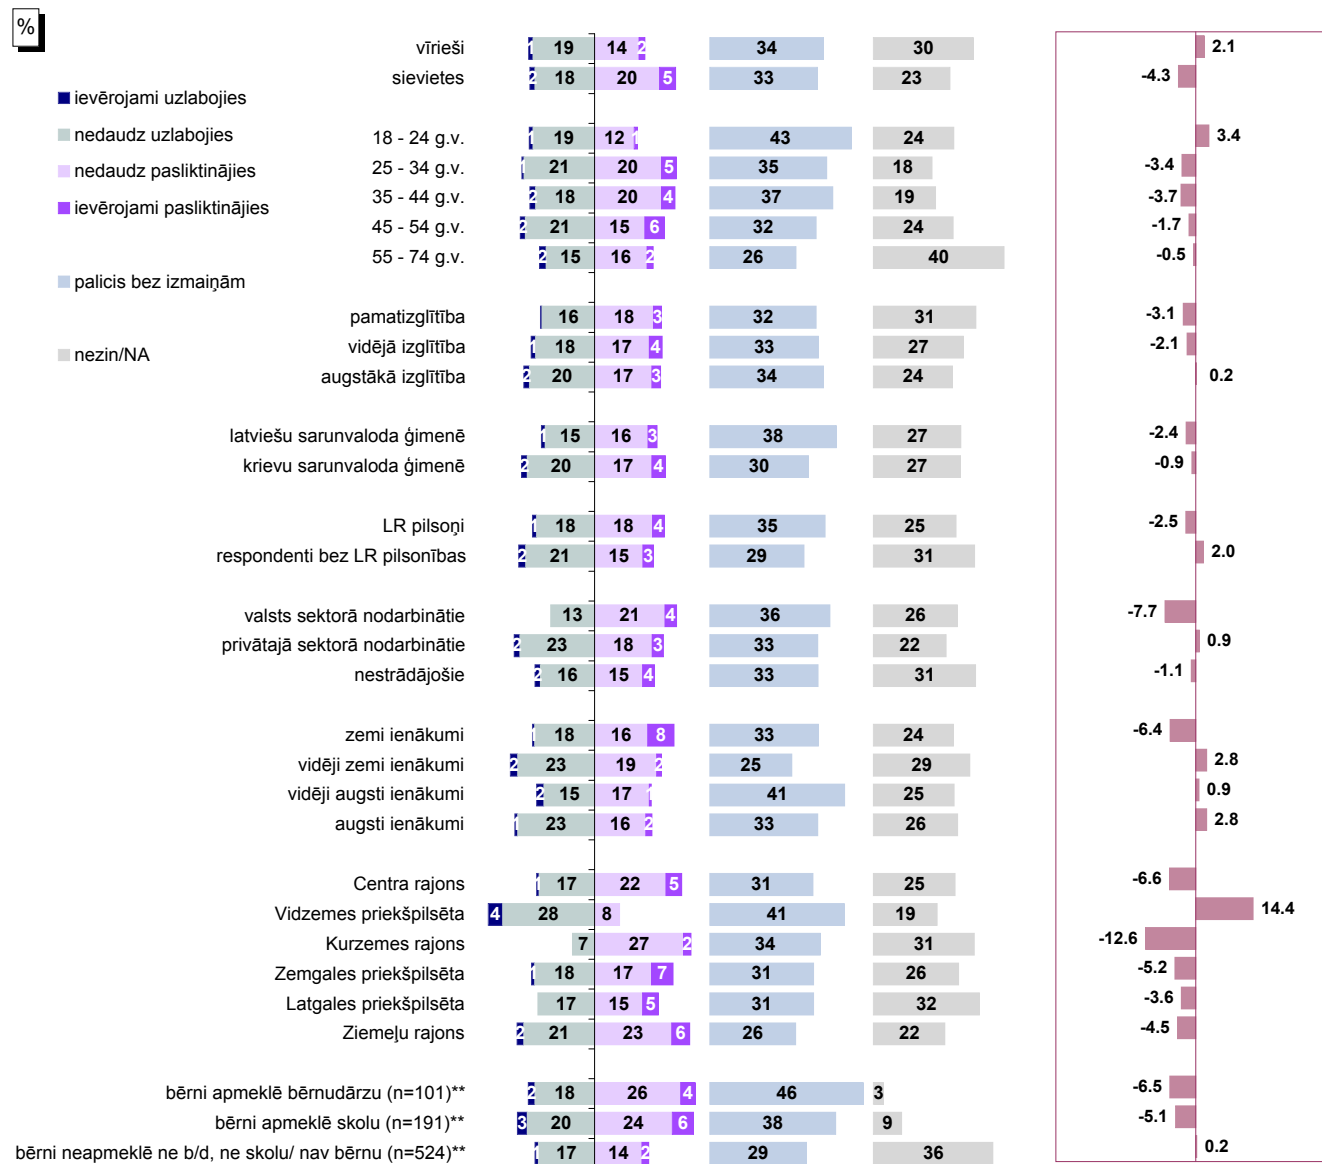 %
ievērojami uzlabojies
nedaudz uzlabojies
nedaudz pasliktinājies
ievērojami pasliktinājies
palicis bez izmaiņām
nezin/NA
vīrieši 1 19 14 2 34 30 2.1
sievietes 2 18 20 5 33 23 -4.3
18 - 24 g.v. 1 19 12 1 43 24 3.4
25 - 34 g.v. 1 21 20 5 35 18 -3.4
35 - 44 g.v. 2 18 20 4 37 19 -3.7
45 - 54 g.v. 2 21 15 6 32 24 -1.7
55 - 74 g.v. 2 15 16 2 26 40 -0.5
pamatizglītība 16 18 3 32 31 -3.1
vidējā izglītība 1 18 17 4 33 27 -2.1
augstākā izglītība 2 20 17 3 34 24 0.2
latviešu sarunvaloda ģimenē 1 15 16 3 38 27 -2.4
krievu sarunvaloda ģimenē 2 20 17 4 30 27 -0.9
LR pilsoņi 1 18 18 4 35 25 -2.5
respondenti bez LR pilsonības 2 21 15 3 29 31 2.0
valsts sektorā nodarbinātie 13 21 4 36 26 -7.7
privātajā sektorā nodarbinātie 2 23 18 3 33 22 0.9
nestrādājošie 2 16 15 4 33 31 -1.1
zemi ienākumi 1 18 16 8 33 24 -6.4
vidēji zemi ienākumi 2 23 19 2 25 29 2.8
vidēji augsti ienākumi 2 15 17 1 41 25 0.9
augsti ienākumi 1 23 16 2 33 26 2.8
Centra rajons 1 17 22 5 31 25 -6.6
Vidzemes priekšpilsēta 4 28 8 41 19 14.4
Kurzemes rajons 7 27 2 34 31 -12.6
Zemgales priekšpilsēta 1 18 17 7 31 26 -5.2
Latgales priekšpilsēta 17 15 5 31 32 -3.6
Ziemeļu rajons 2 21 23 6 26 22 -4.5
bērni apmeklē bērnudārzu (n=101)** 2 18 26 4 46 3 -6.5
bērni apmeklē skolu (n=191)** 3 20 24 6 38 9 -5.1
bērni neapmeklē ne b/d, ne skolu/ nav bērnu (n=524)** 1 17 14 2 29 36 0.2